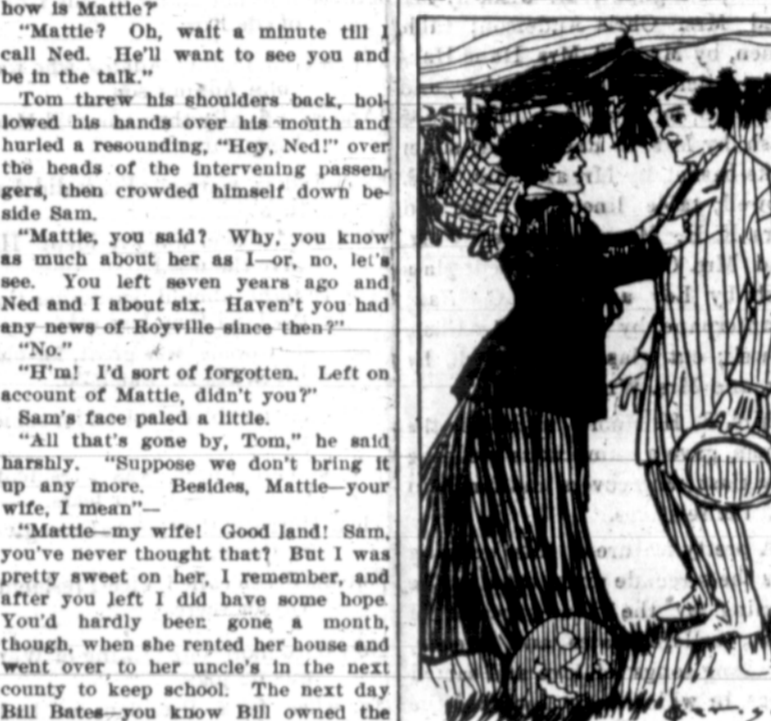 how is Mattie?"
"Mattie? Oh, wait a minute till I
call Ned. He'll want to see you and
be in the talk."
Tom threw his shoulders back, hol-
lowed his hands over his mouth and
hurled a resounding, "Hey, Ned!" over
the heads of the intervening passen-
gers, then crowded himself down be-
side Sam.
"Mattie, you said? Why, you know
as much about her as I—or, no, let's
see. You left seven years ago and
Ned and I about six. Haven't you had
any news of Royville since then?"
"No."
"H'm! I'd sort of forgotten. Left on
account of Mattie, didn't you?"
Sam's face paled a little.
"All that's gone by, Tom," he said
harshly. "Suppose we don't bring it
up any more. Besides, Mattie—your
wife, I mean"—
"Mattie—my wife! Good land! Sam,
you've never thought that? But I was
pretty sweet on her, I remember, and
after you left I did have some hope.
You'd hardly been gone a month,
though, when she rented her house and
went over to her uncle's in the next
county to keep school. The next day
Bill Bates—you know Bill owned the